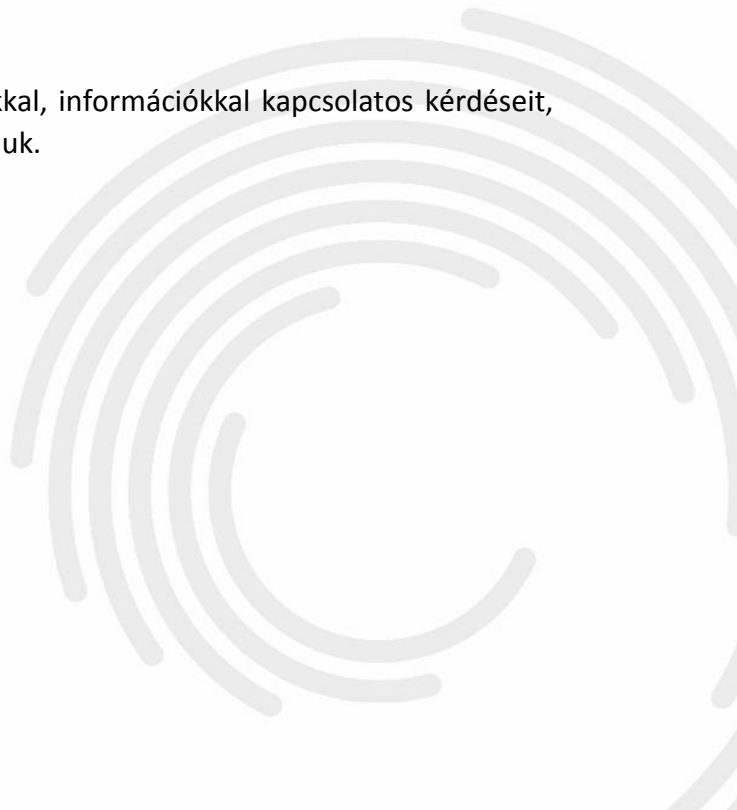 kkal, információkkal kapcsolatos kérdéseit,
uk.